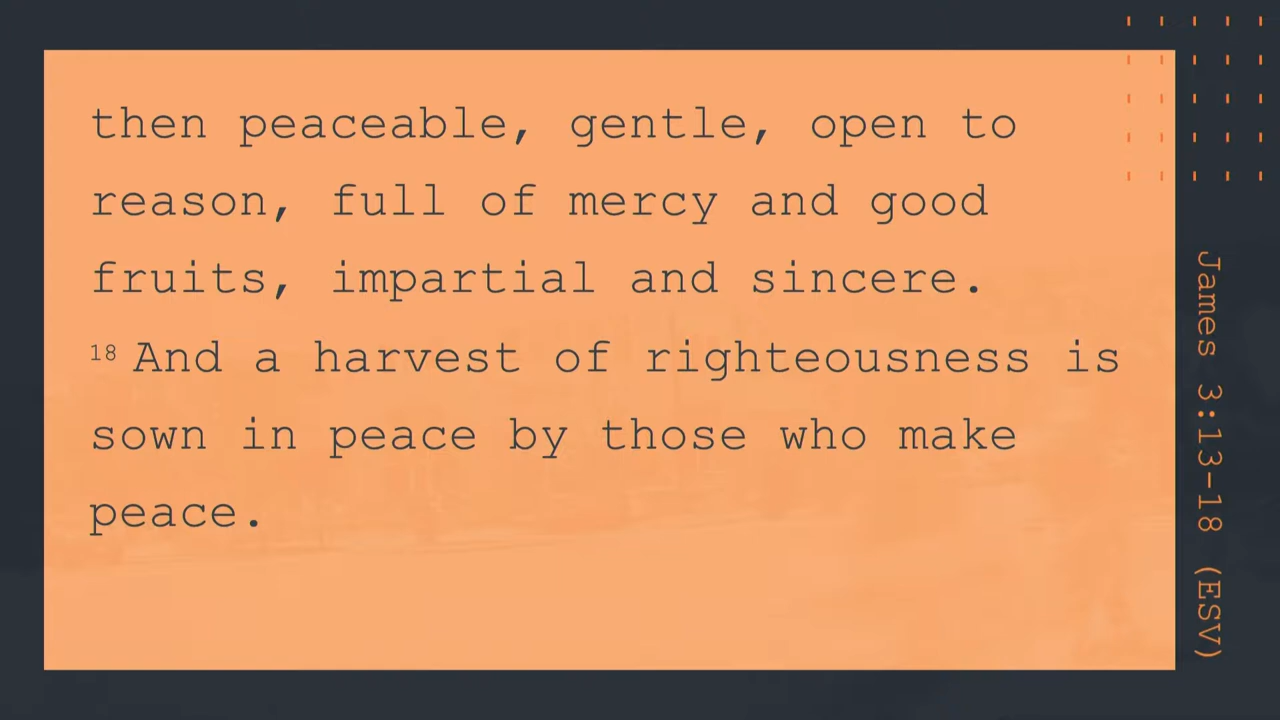 then peaceable, gentle, open to
reason, full of mercy and good
fruits, impartial and sincere.
18 And a harvest of righteousness is
sown in peace by those who make
peace.
James 3:13-18 (ESV)